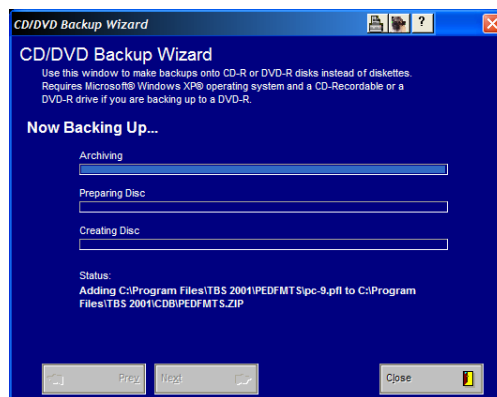 CD/DVD Backup Wizard
?
CD/DVD Backup Wizard
Use this window to make backups onto CD-R or DVD-R disks instead of diskettes.
Requires Microsoft® Windows XP® operating system and a CD-Recordable or a
DVD-R drive if you are backing up to a DVD-R.
Now Backing Up...
Archiving
Preparing Disc
Creating Disc
Status:
Adding C:\Program Files\TBS 2001\PEDFMTS\pc-9.pfl to C:\Program
Files\TBS 2001\CDB\PEDFMTS.ZIP
Prev Next Close